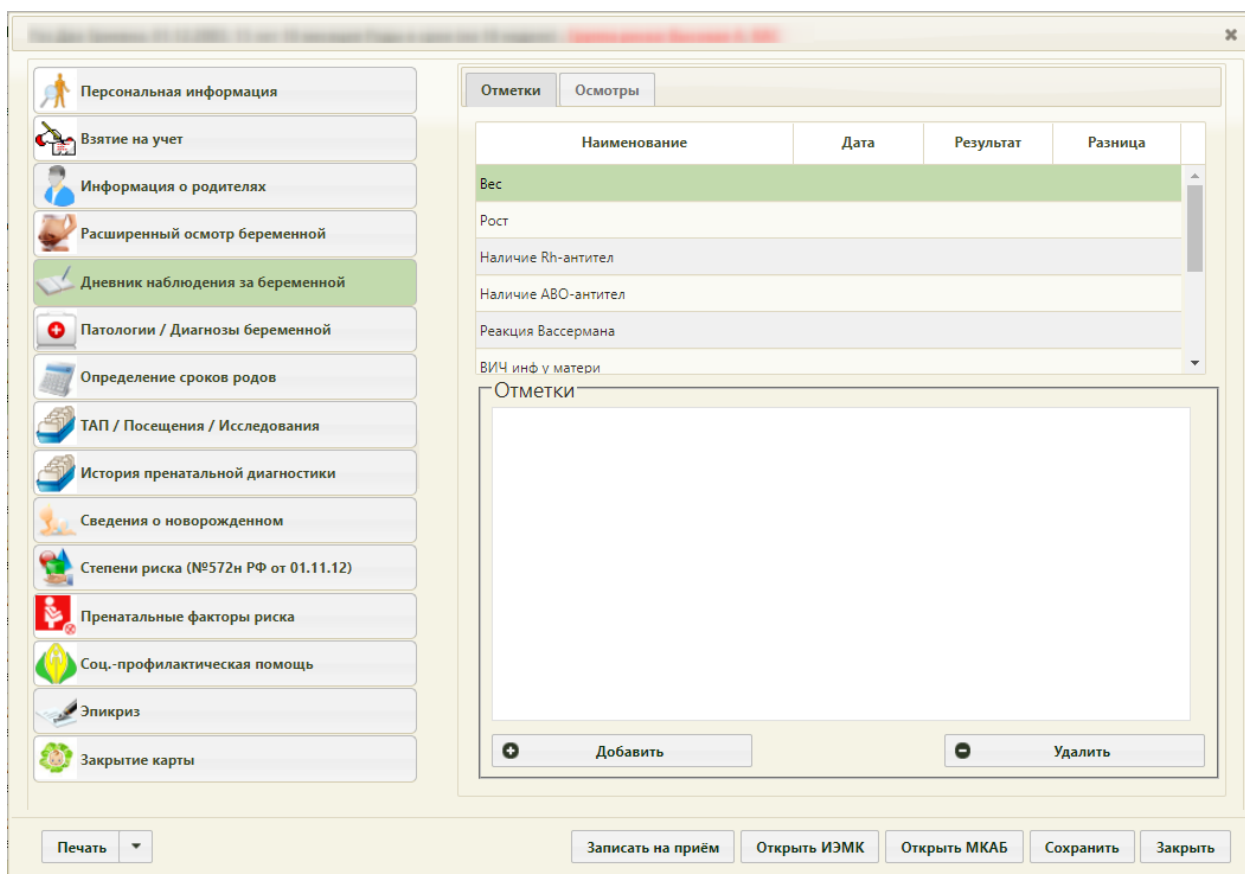 Персональная информация
Взятие на учет
Информация о родителях
Расширенный осмотр беременной
Дневник наблюдения за беременной
Патологии / Диагнозы беременной
Определение сроков родов
ТАП / Посещения / Исследования
История пренатальной диагностики
Сведения о новорожденном
Степени риска (№572н РФ от 01.11.12)
Пренатальные факторы риска
Соц.-профилактическая помощь
Эпикриз
Закрытие карты
Отметки Осмотры
Наименование Дата Результат Разница
Вес
Рост
Наличие Rh-антител
Наличие АВО-антител
Реакция Вассермана
ВИЧ инф у матери
Отметки
Добавить Удалить
Печать Записать на приём Открыть ИЭМК Открыть МКАБ Сохранить Закрыть